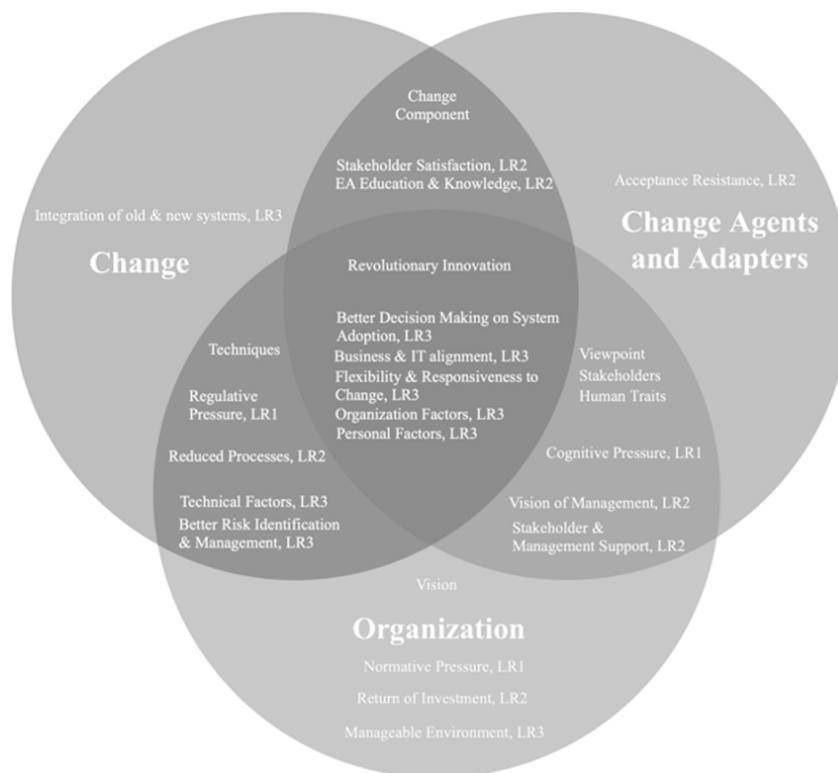 Change
Component
Stakeholder Satisfaction, LR2
EA Education & Knowledge, LR2
Acceptance Resistance, LR2
Change Agents
and Adapters
Integration of old & new systems, LR3
Change
Revolutionary Innovation
Better Decision Making on System
Adoption, LR3
Business & IT alignment, LR3
Flexibility & Responsiveness to
Change, LR3
Organization Factors, LR3
Personal Factors, LR3
Techniques
Regulative
Pressure, LR1
Reduced Processes, LR2
Technical Factors, LR3
Better Risk Identification
& Management, LR3
Viewpoint
Stakeholders
Human Traits
Cognitive Pressure, LR1
Vision of Management, LR2
Stakeholder &
Management Support, LR2
Vision
Organization
Normative Pressure, LR1
Return of Investment, LR2
Manageable Environment, LR3